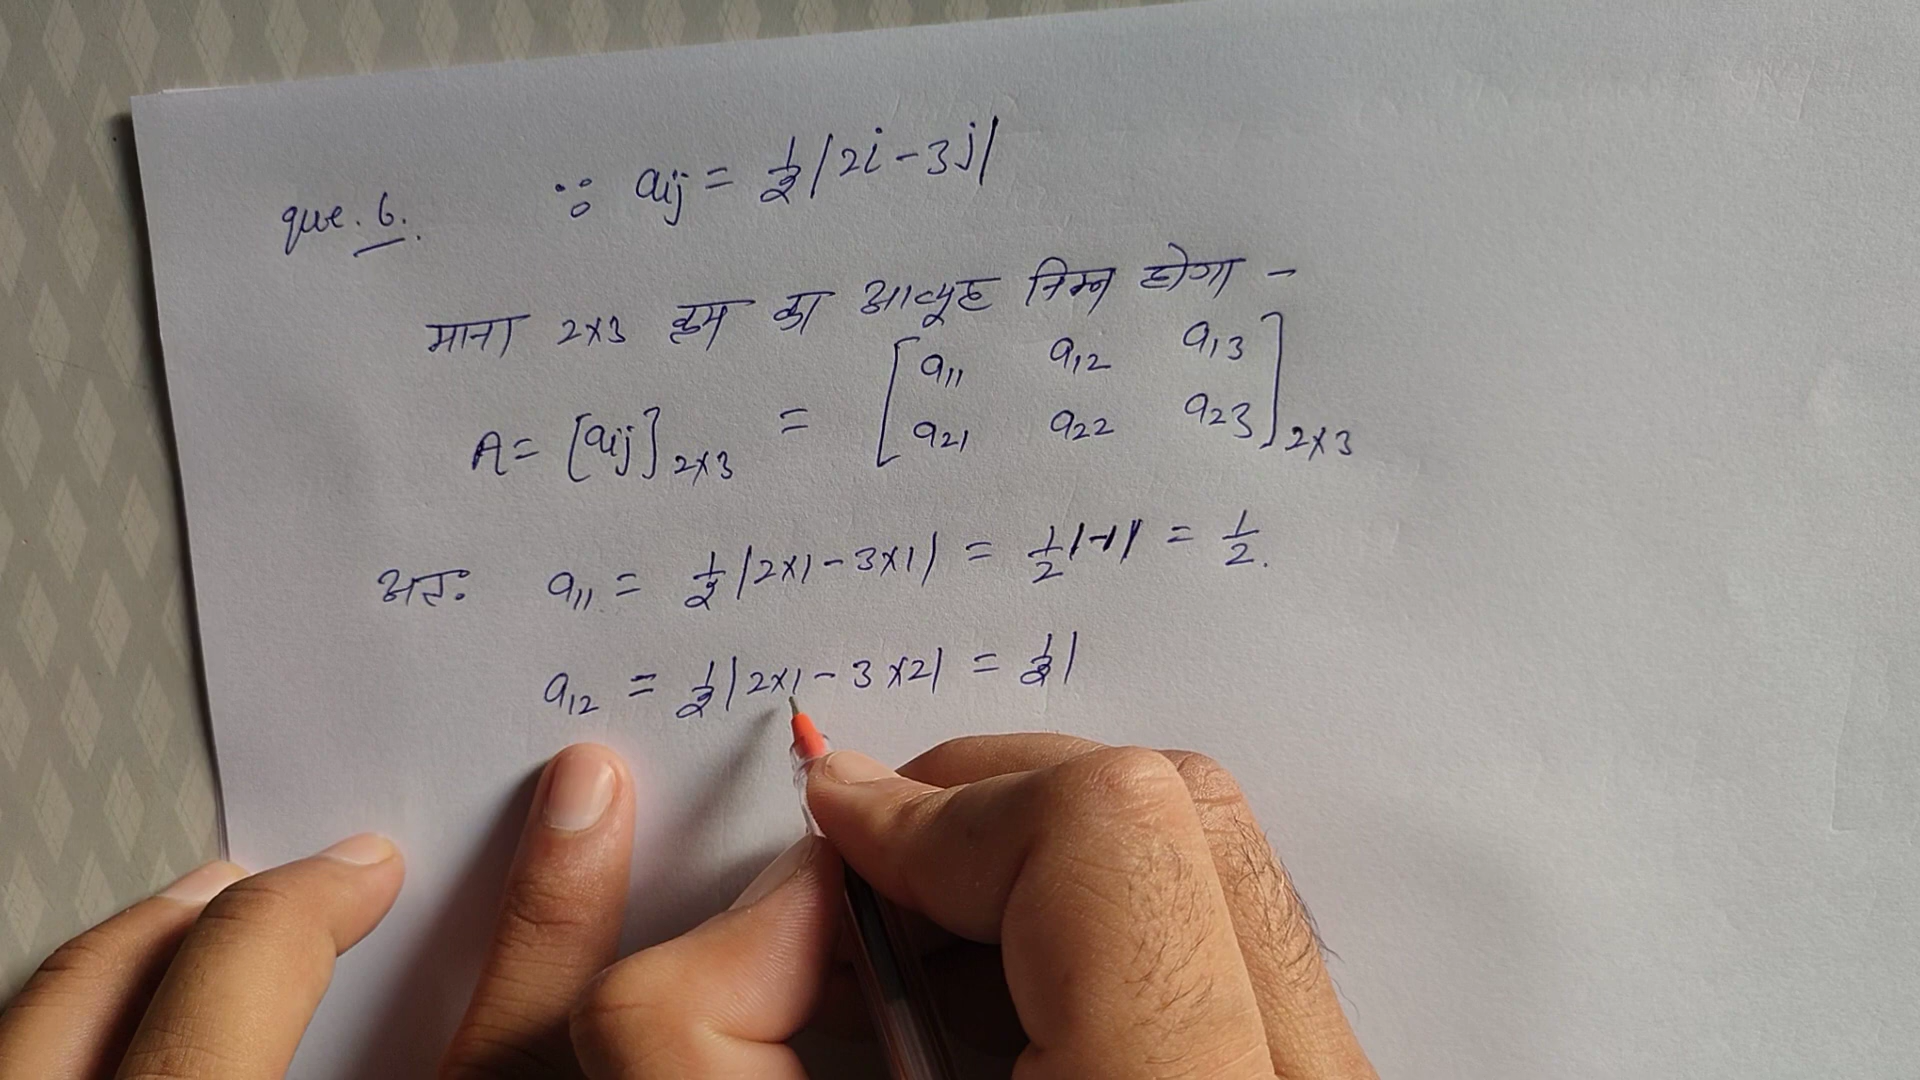 que. 6. ∵ aij = 1/2 |2i - 3j|
माना 2×3 क्रम का आव्यूह निम्न होगा -
A = [aij]2×3 = [a11 a12 a13
a21 a22 a23]2×3
अतः a11 = 1/2 |2×1 - 3×1| = 1/2 |-1| = 1/2.
a12 = 1/2 |2×1 - 3×2| = 1/2 |